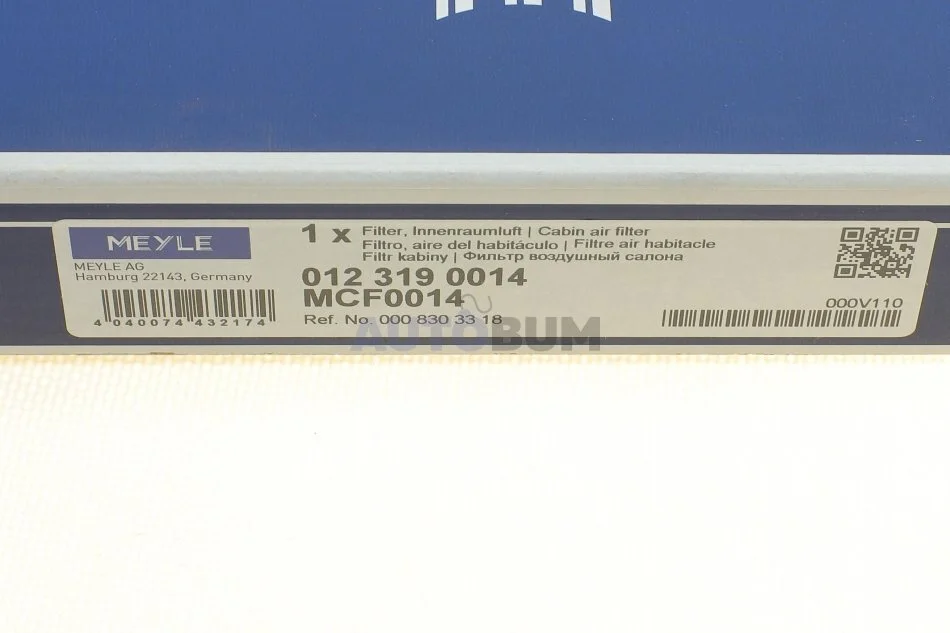 MEYLE
MEYLE AG
Hamburg 22143, Germany
4 040074 432174
1 x Filter, Innenraumluft | Cabin air filter
Filtro, aire del habitáculo | Filtre air habitacle
Filtr kabiny | Фильтр воздушный салона
012 319 0014
MCF0014
Ref. No. 000 830 33 18
000V110
AUTOBUM